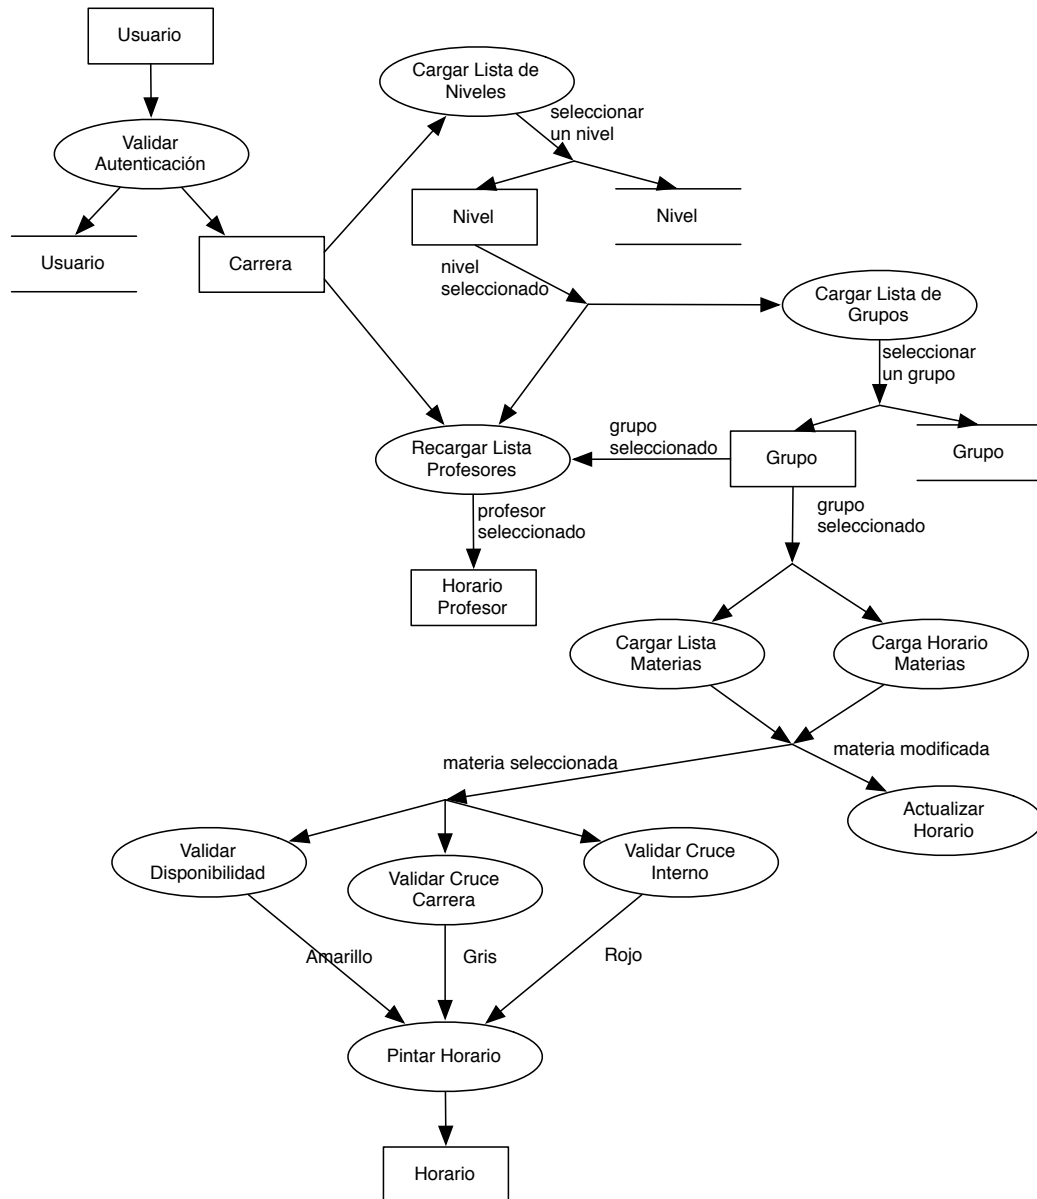 Usuario
Cargar Lista de
Niveles
seleccionar
un nivel
Validar
Autenticación
Nivel
Nivel
Usuario
Carrera
nivel
seleccionado
Cargar Lista de
Grupos
seleccionar
un grupo
Recargar Lista
Profesores
grupo
seleccionado
Grupo
Grupo
profesor
seleccionado
grupo
seleccionado
Horario
Profesor
Cargar Lista
Materias
Carga Horario
Materias
materia seleccionada
materia modificada
Actualizar
Horario
Validar
Disponibilidad
Validar Cruce
Carrera
Validar Cruce
Interno
Amarillo
Gris
Rojo
Pintar Horario
Horario